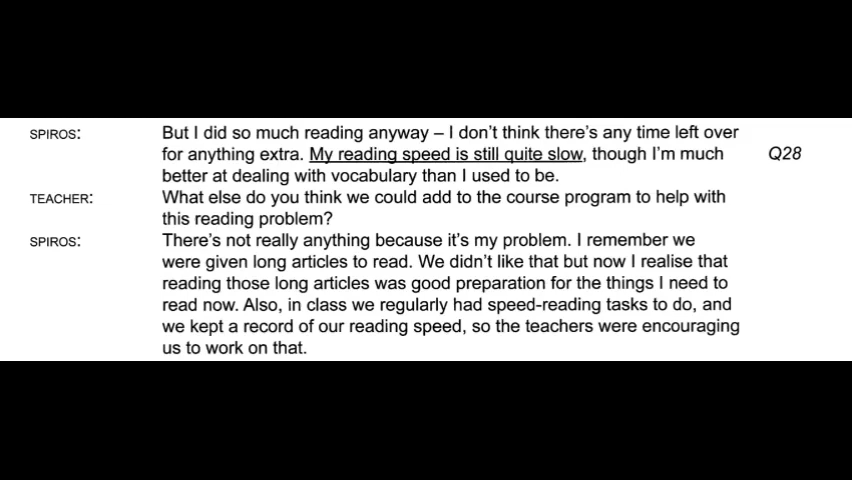 SPIROS: But I did so much reading anyway – I don't think there's any time left over
for anything extra. My reading speed is still quite slow, though I'm much Q28
better at dealing with vocabulary than I used to be.
TEACHER: What else do you think we could add to the course program to help with
this reading problem?
SPIROS: There's not really anything because it's my problem. I remember we
were given long articles to read. We didn't like that but now I realise that
reading those long articles was good preparation for the things I need to
read now. Also, in class we regularly had speed-reading tasks to do, and
we kept a record of our reading speed, so the teachers were encouraging
us to work on that.